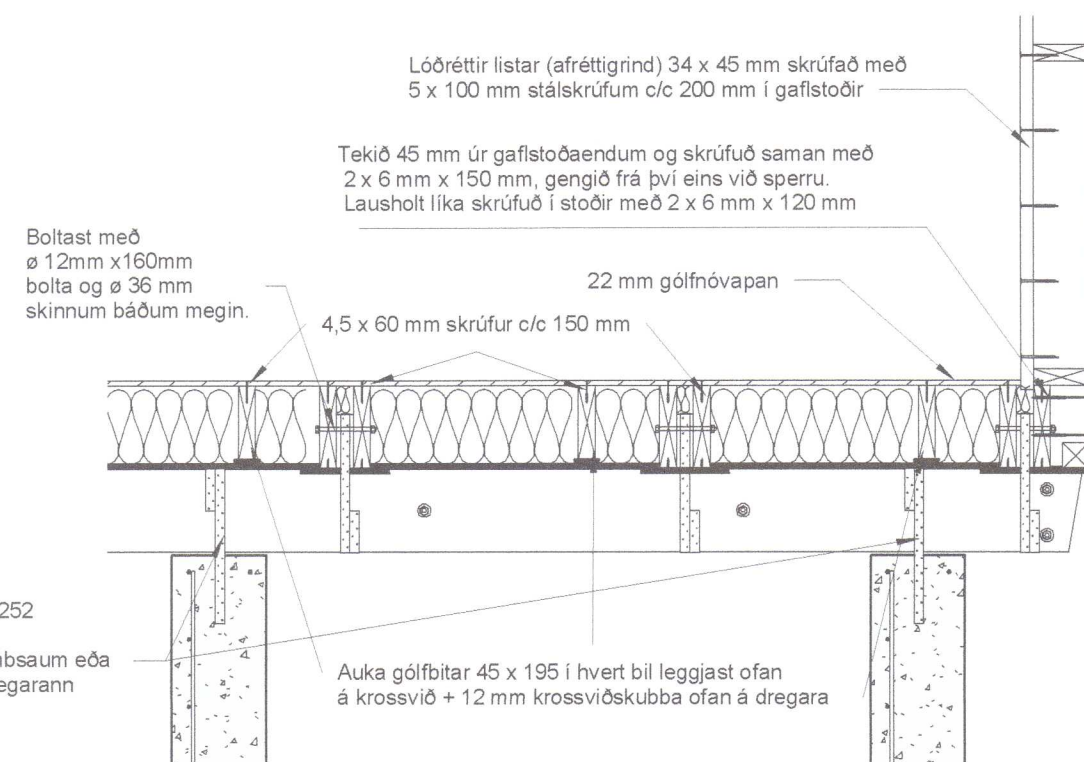 Lóðréttir listar (afréttigrind) 34 x 45 mm skrúfað með
5 x 100 mm stálskrúfum c/c 200 mm í gaflstoðir
Tekið 45 mm úr gaflstoðaendum og skrúfuð saman með
2 x 6 mm x 150 mm, gengið frá því eins við sperru.
Lausholt líka skrúfuð í stoðir með 2 x 6 mm x 120 mm
Boltast með
ø 12mm x160mm
bolta og ø 36 mm
skinnum báðum megin.
22 mm gólfnóvapan
4,5 x 60 mm skrúfur c/c 150 mm
252
bsaum eða
egarann
Auka gólfbitar 45 x 195 í hvert bil leggjast ofan
á krossvið + 12 mm krossviðskubba ofan á dregara